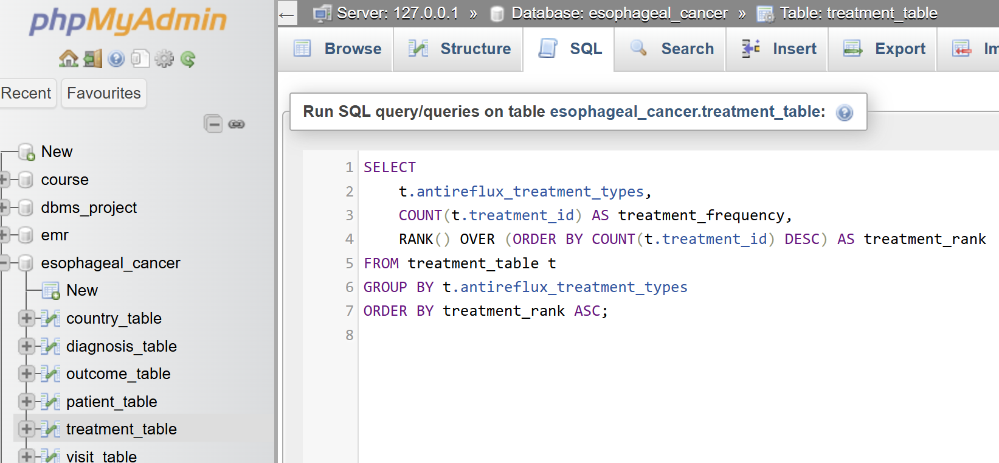 phpMyAdmin
Recent
Favourites
New
course
dbms_project
emr
esophageal_cancer
New
country_table
diagnosis_table
outcome_table
patient_table
treatment_table
visit_table
← Server: 127.0.0.1 » Database: esophageal_cancer » Table: treatment_table
Browse Structure SQL Search Insert Export Im
Run SQL query/queries on table esophageal_cancer.treatment_table:
1 SELECT
2 t.antireflux_treatment_types,
3 COUNT(t.treatment_id) AS treatment_frequency,
4 RANK() OVER (ORDER BY COUNT(t.treatment_id) DESC) AS treatment_rank
5 FROM treatment_table t
6 GROUP BY t.antireflux_treatment_types
7 ORDER BY treatment_rank ASC;
8